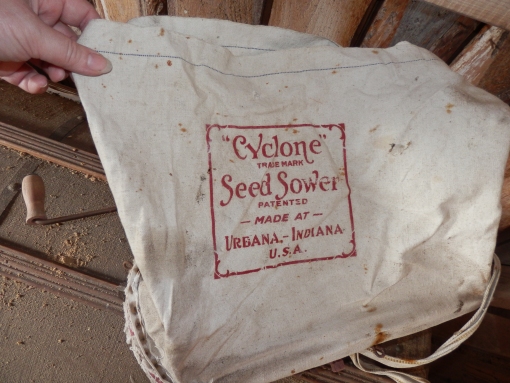 "Cyclone"
TRADE MARK
Seed Sower
PATENTED
— MADE AT —
URBANA, - INDIANA
U.S.A.